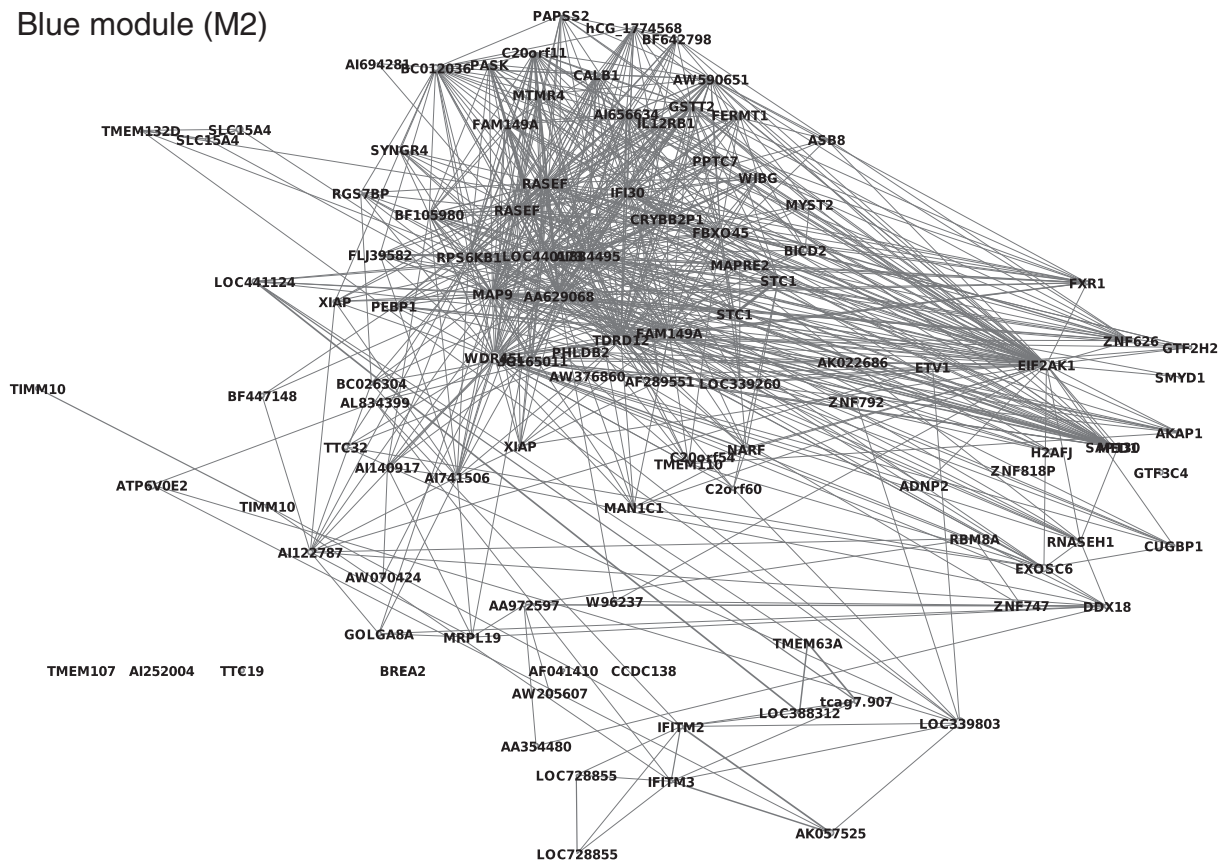 Blue module (M2)
PAPSS2
hCG_1774568
BF642798
C20orf11
AI694281
BC012036
PASK
CALB1
AW590651
MTMR4
GSTT2
AI656634
IL12RB1
FERMT1
FAM149A
TMEM132D
SLC15A4
SLC15A4
ASB8
SYNGR4
PPTC7
WIBG
RASEF
IFI30
RGS7BP
MYST2
RASEF
BF105980
CRYBB2P1
FBXO45
BICD2
FLJ39582
RPS6KB1
MAPRE2
LOC441124
STC1
FXR1
MAP9
AA629068
XIAP
PEBP1
STC1
FAM149A
TDRD12
ZNF626
GTF2H2
PHLDB2
WDR45L
AK022686
EIF2AK1
ETV1
AW376860
AF289551
LOC339260
SMYD1
BC026304
TIMM10
BF447148
AL834399
ZNF792
AKAP1
TTC32
XIAP
NARF
C20orf54
TMEM110
H2AFJ
AI140917
AI741506
ZNF818P
GTF3C4
ATP6V0E2
C2orf60
ADNP2
TIMM10
MAN1C1
AI122787
RBM8A
RNASEH1
CUGBP1
EXOSC6
AW070424
AA972597
W96237
ZNF747
DDX18
GOLGA8A
MRPL19
TMEM63A
TMEM107
AI252004
TTC19
BREA2
AF041410
CCDC138
AW205607
tcag7.907
LOC388312
IFITM2
LOC339803
AA354480
LOC728855
IFITM3
AK057525
LOC728855